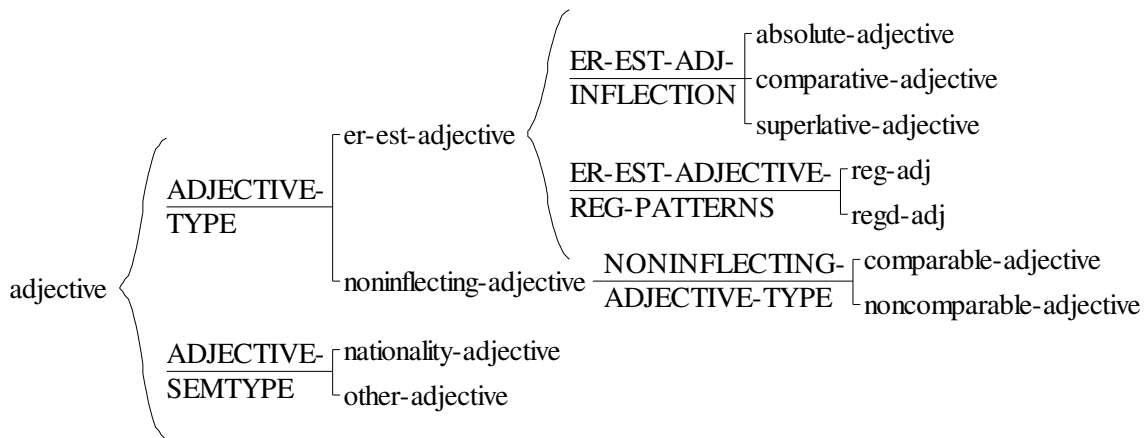 absolute-adjective
ER-EST-ADJ-
INFLECTION
comparative-adjective
superlative-adjective
er-est-adjective
ER-EST-ADJECTIVE-
REG-PATTERNS
reg-adj
regd-adj
ADJECTIVE-
TYPE
noninflecting-adjective
NONINFLECTING-
ADJECTIVE-TYPE
comparable-adjective
noncomparable-adjective
adjective
ADJECTIVE-
SEMTYPE
nationality-adjective
other-adjective